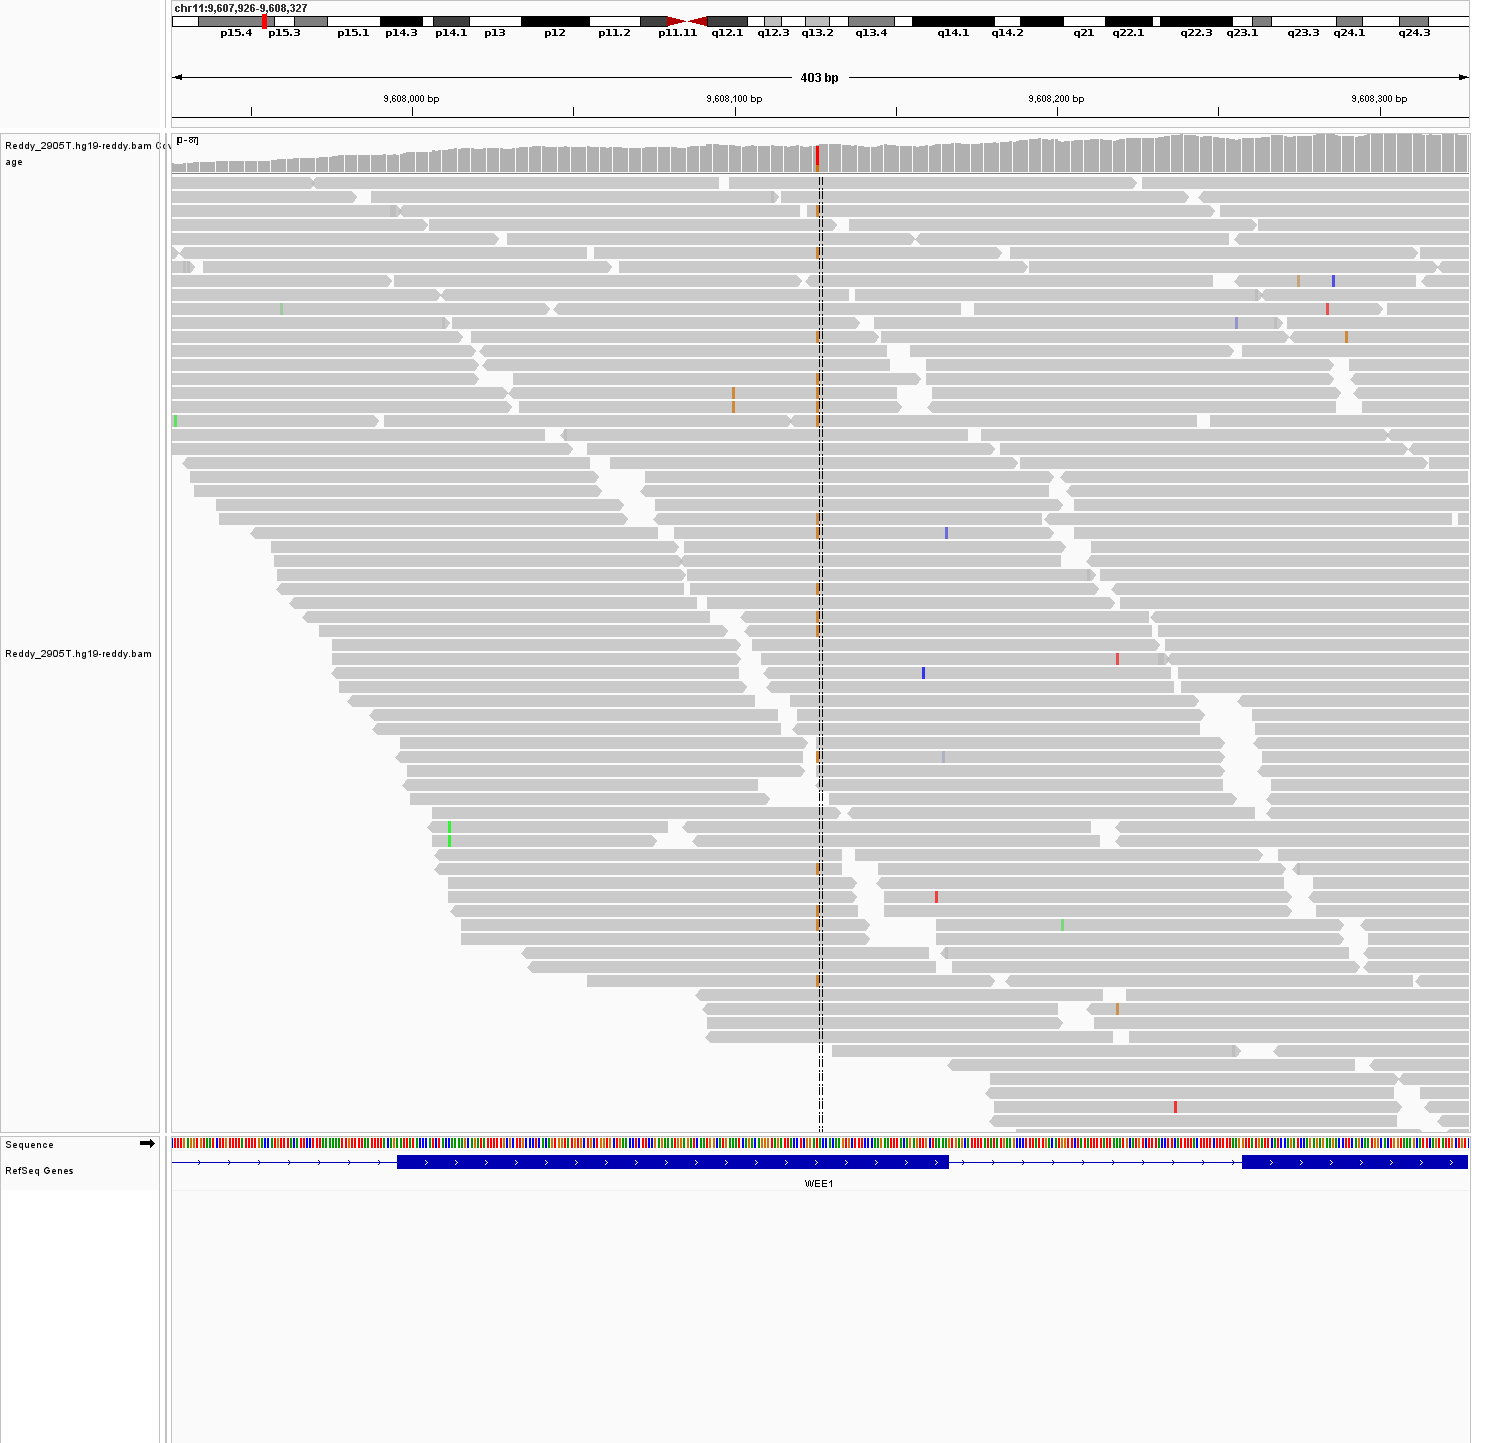 chr11:9,607,926-9,608,327
p15.4 p15.3 p15.1 p14.3 p14.1 p13 p12 p11.2 p11.11 q12.1 q12.3 q13.2 q13.4 q14.1 q14.2 q21 q22.1 q22.3 q23.1 q23.3 q24.1 q24.3
403 bp
9,608,000 bp 9,608,100 bp 9,608,200 bp 9,608,300 bp
[0 - 87]
Reddy_2905T.hg19-reddy.bam Cov
age
Reddy_2905T.hg19-reddy.bam
Sequence
RefSeq Genes
WEE1